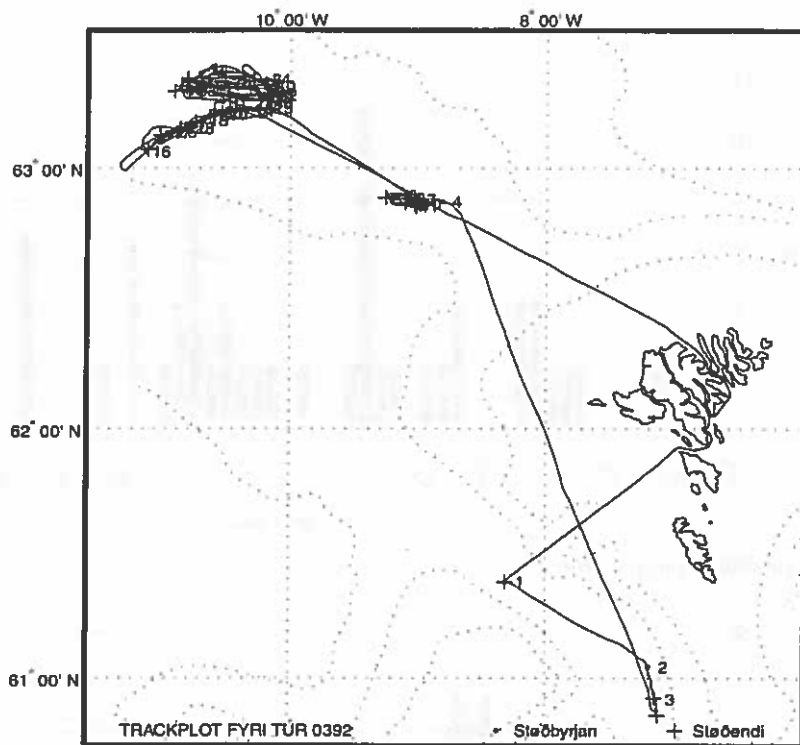 10° 00' W 8° 00' W
63° 00' N
16
4
62° 00' N
1
2
61° 00' N
3
TRACKPLOT FYRI TUR 0392 Støðbyrjan Støðendi